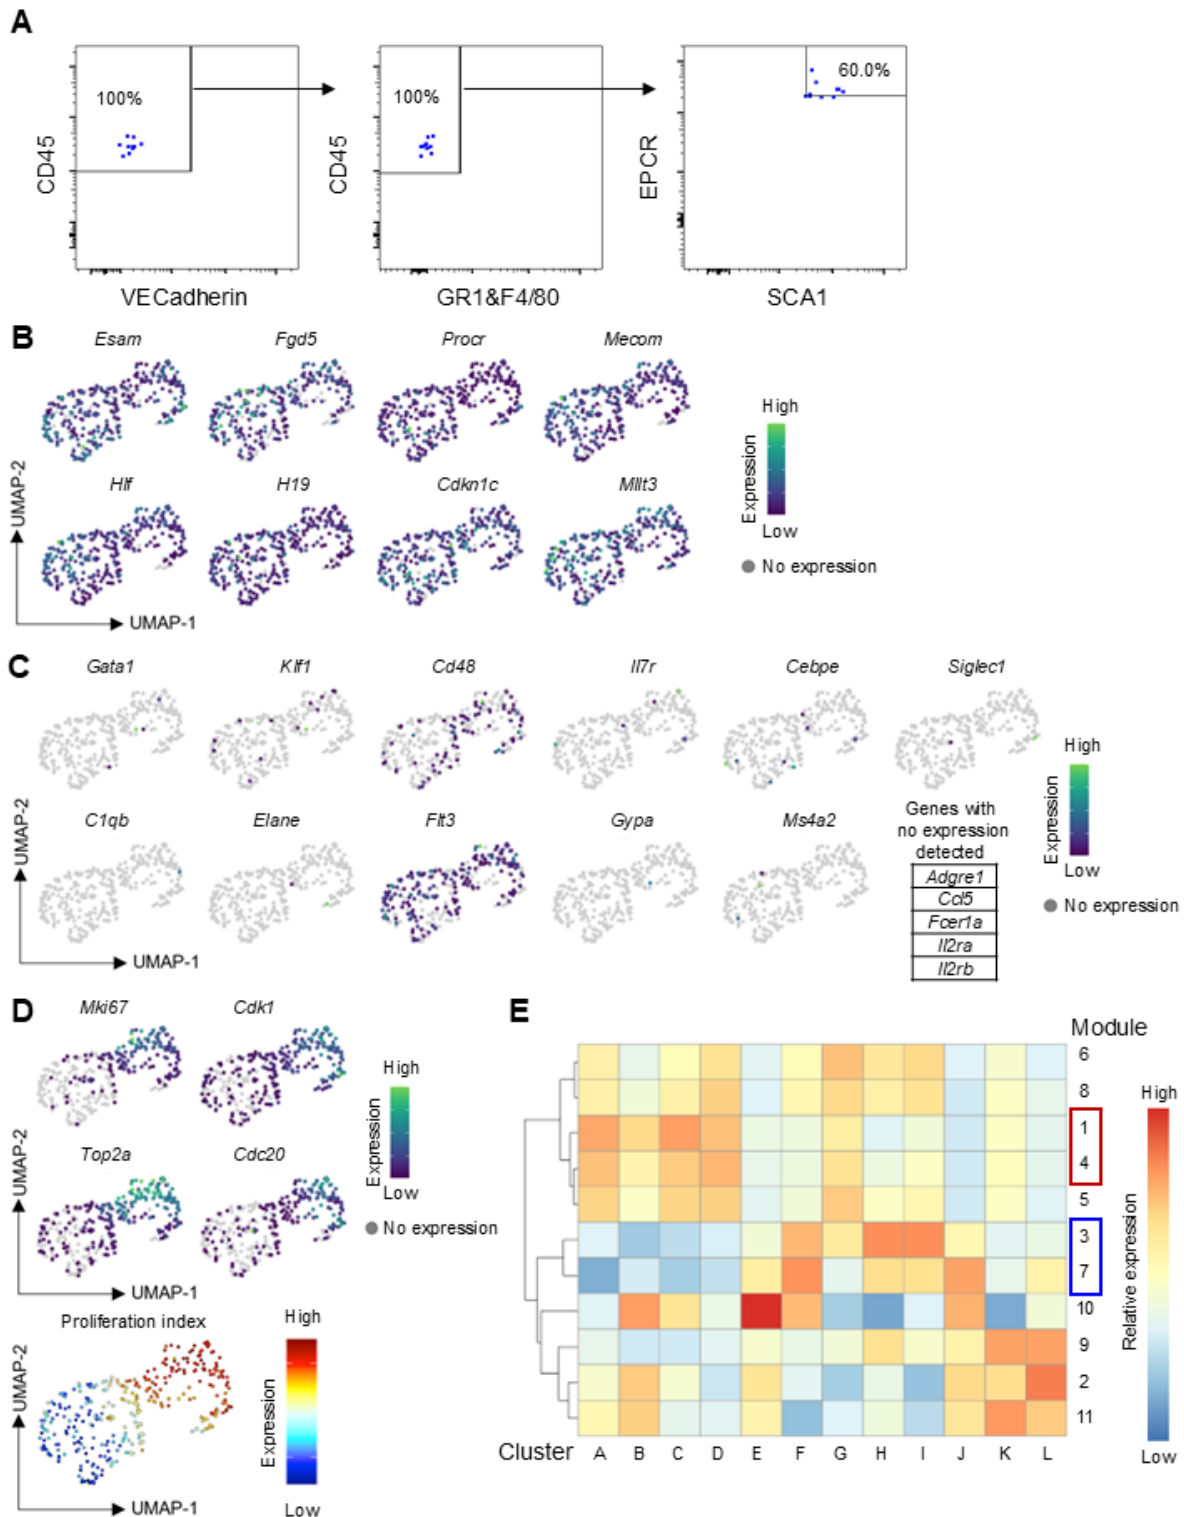 A
100%
100%
60.0%
CD45
CD45
EPCR
VECadherin
GR1&F4/80
SCA1
B
Esam
Fgd5
Procr
Mecom
Hlf
H19
Cdkn1c
Mllt3
UMAP-2
UMAP-1
High
Expression
Low
No expression
C
Gata1
Klf1
Cd48
Il7r
Cebpe
Siglec1
C1qb
Elane
Flt3
Gypa
Ms4a2
Genes with
no expression
detected
Adgre1
Ccl5
Fcer1a
Il2ra
Il2rb
UMAP-2
UMAP-1
High
Expression
Low
No expression
D
Mki67
Cdk1
Top2a
Cdc20
UMAP-2
UMAP-1
High
Expression
Low
No expression
Proliferation index
UMAP-2
UMAP-1
High
Expression
Low
E
Module
6
8
1
4
5
3
7
10
9
2
11
Cluster A B C D E F G H I J K L
High
Relative expression
Low